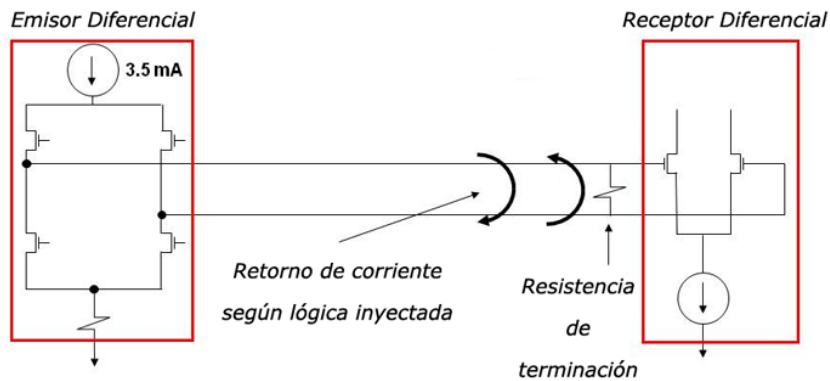 Emisor Diferencial
Receptor Diferencial
3.5 mA
Retorno de corriente
según lógica inyectada
Resistencia
de
terminación